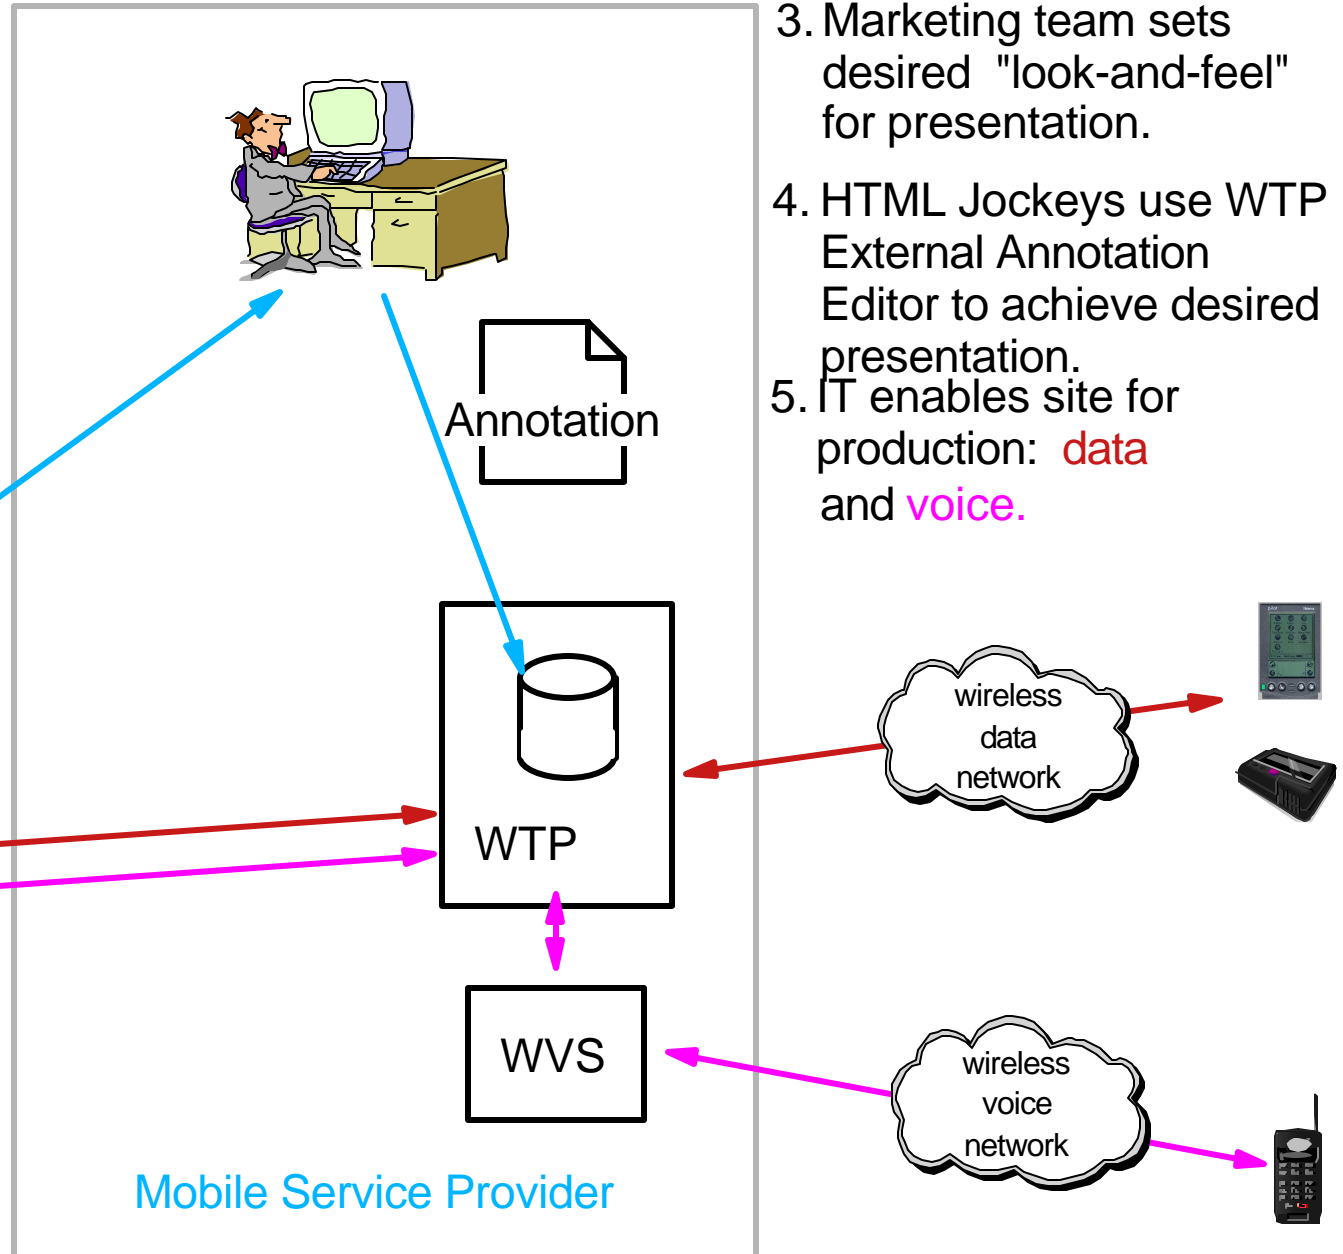 3. Marketing team sets
desired "look-and-feel"
for presentation.
4. HTML Jockeys use WTP
External Annotation
Editor to achieve desired
presentation.
5. IT enables site for
production: data
and voice.
Annotation
WTP
WVS
Mobile Service Provider
wireless
data
network
wireless
voice
network
pilot